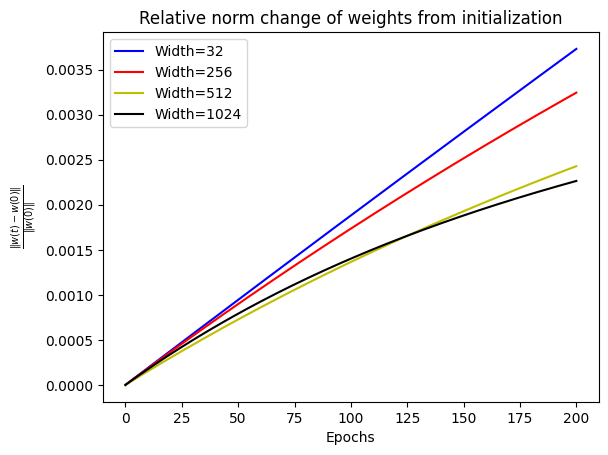 Relative norm change of weights from initialization
Width=32
Width=256
Width=512
Width=1024
||w(t) − w(0)||
||w(0)||
0.0035
0.0030
0.0025
0.0020
0.0015
0.0010
0.0005
0.0000
0 25 50 75 100 125 150 175 200
Epochs